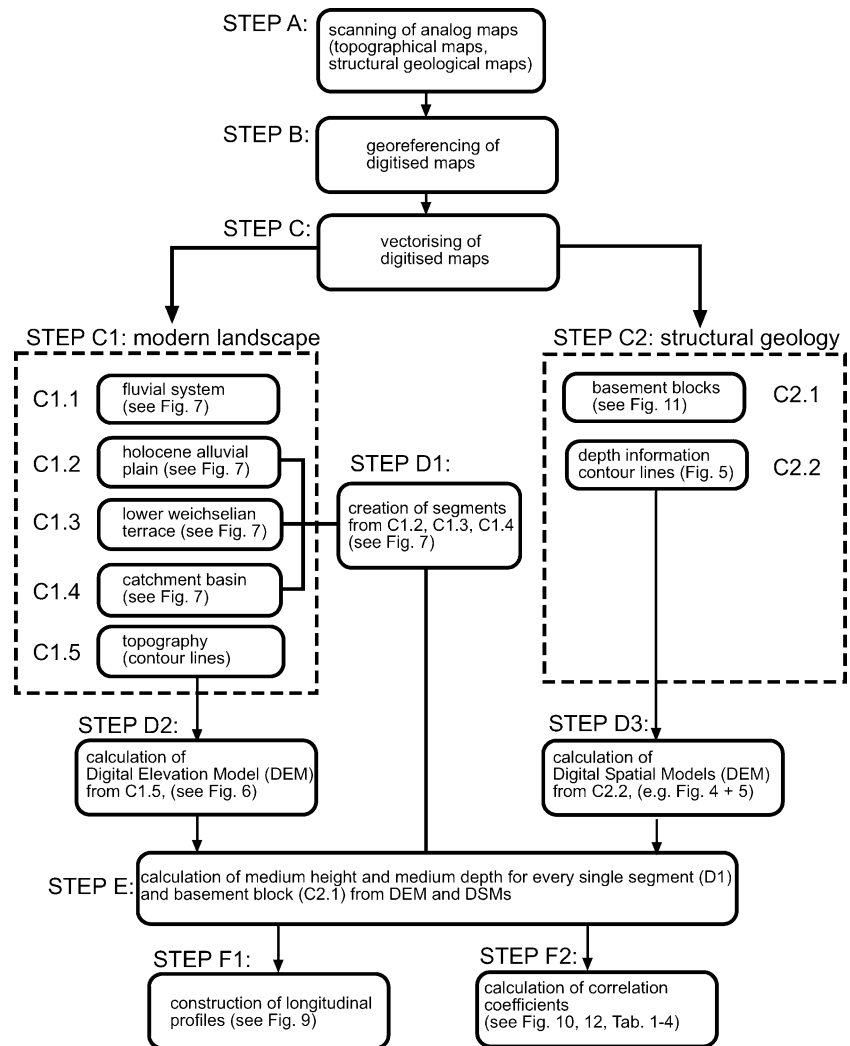 STEP A:
scanning of analog maps
(topographical maps,
structural geological maps)
STEP B:
georeferencing of
digitised maps
STEP C:
vectorising of
digitised maps
STEP C1: modern landscape
C1.1
fluvial system
(see Fig. 7)
C1.2
holocene alluvial
plain (see Fig. 7)
C1.3
lower weichselian
terrace (see Fig. 7)
C1.4
catchment basin
(see Fig. 7)
C1.5
topography
(contour lines)
STEP D1:
creation of segments
from C1.2, C1.3, C1.4
(see Fig. 7)
STEP C2: structural geology
basement blocks
(see Fig. 11)
C2.1
depth information
contour lines (Fig. 5)
C2.2
STEP D2:
calculation of
Digital Elevation Model (DEM)
from C1.5, (see Fig. 6)
STEP D3:
calculation of
Digital Spatial Models (DEM)
from C2.2, (e.g. Fig. 4 + 5)
STEP E:
calculation of medium height and medium depth for every single segment (D1)
and basement block (C2.1) from DEM and DSMs
STEP F1:
construction of longitudinal
profiles (see Fig. 9)
STEP F2:
calculation of correlation
coefficients
(see Fig. 10, 12, Tab. 1-4)